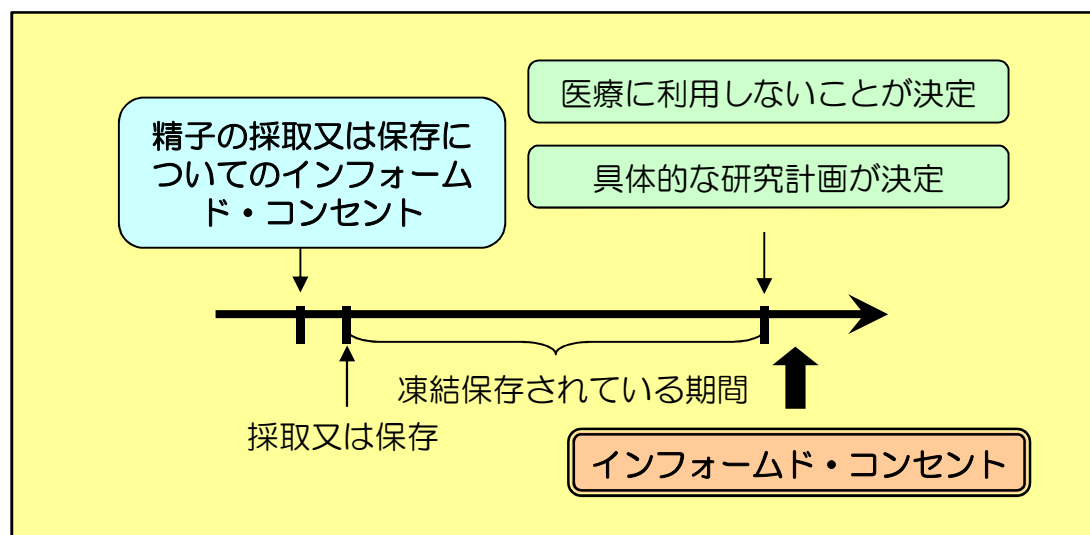 医療に利用しないことが決定
精子の採取又は保存に
ついてのインフォーム
ド・コンセント
具体的な研究計画が決定
凍結保存されている期間
採取又は保存
インフォームド・コンセント